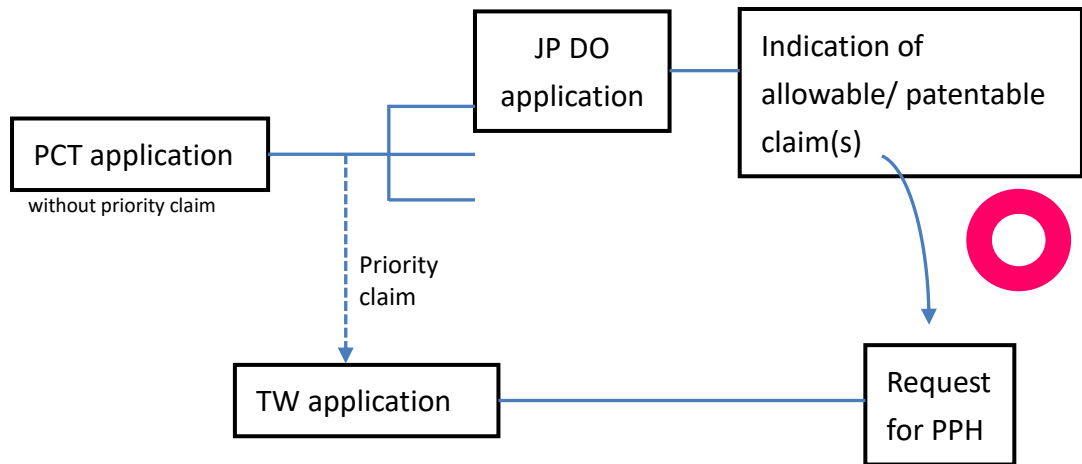 JP DO
application
Indication of
allowable/ patentable
claim(s)
PCT application
without priority claim
Priority
claim
TW application
Request
for PPH